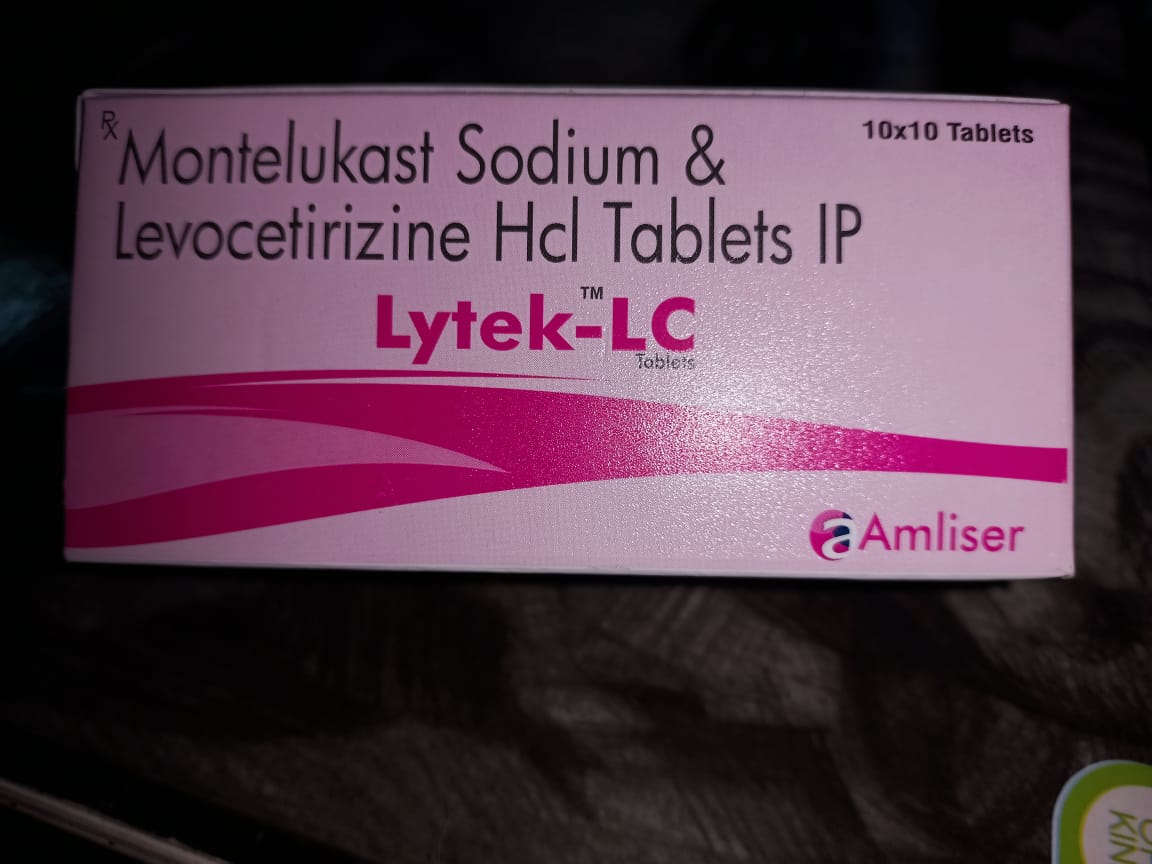 Rx Montelukast Sodium &
Levocetirizine Hcl Tablets IP
10x10 Tablets
Lytek-LC™
Tablets
Amliser